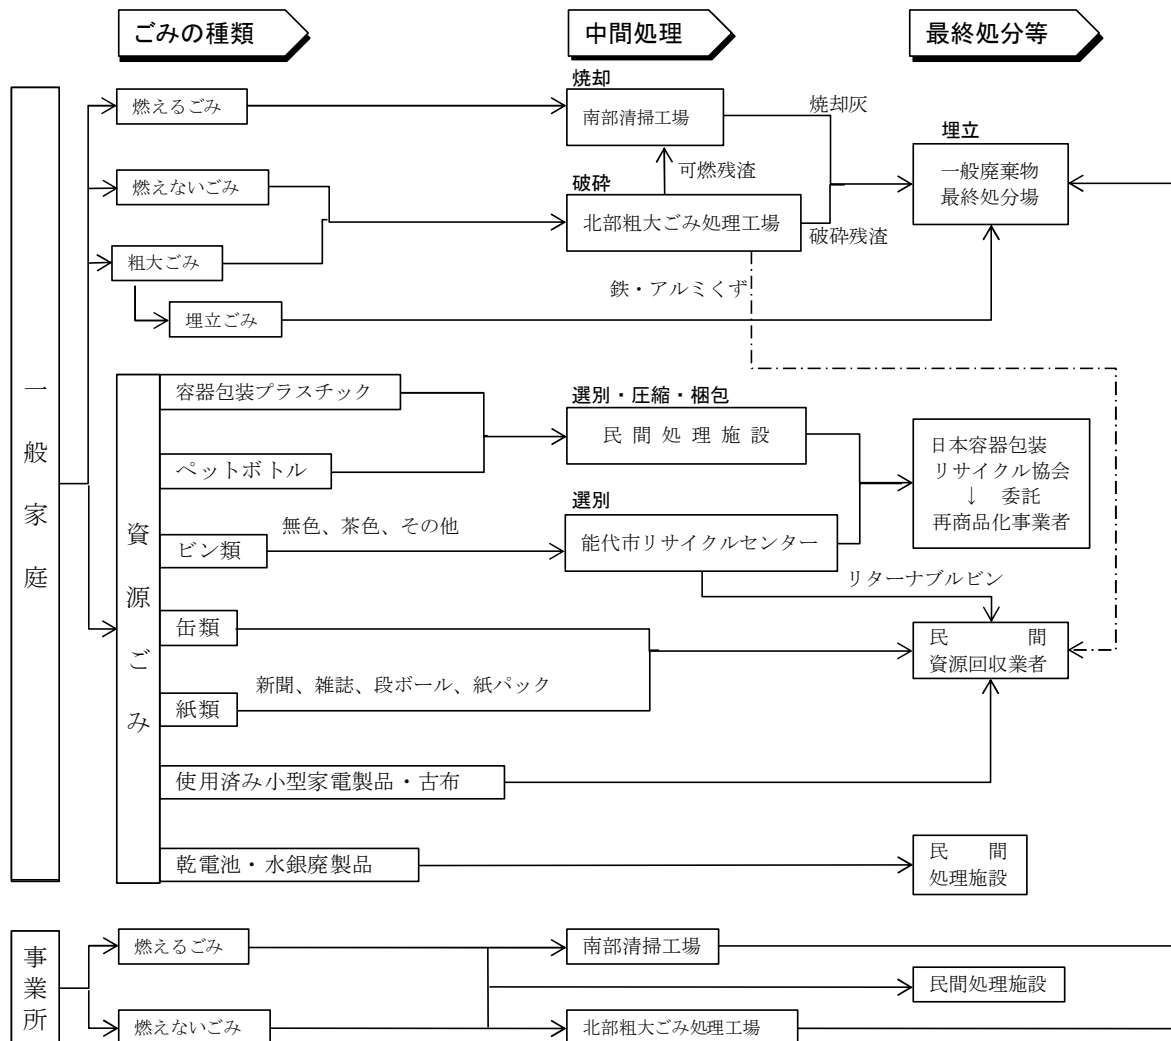 ごみの種類
中間処理
最終処分等
一般家庭
燃えるごみ
焼却
南部清掃工場
焼却灰
可燃残渣
埋立
一般廃棄物
最終処分場
燃えないごみ
破砕
北部粗大ごみ処理工場
破砕残渣
粗大ごみ
鉄・アルミくず
埋立ごみ
資源ごみ
容器包装プラスチック
選別・圧縮・梱包
民間処理施設
日本容器包装
リサイクル協会
↓ 委託
再商品化事業者
ペットボトル
選別
ビン類
無色、茶色、その他
能代市リサイクルセンター
リターナブルビン
缶類
民 間
資源回収業者
新聞、雑誌、段ボール、紙パック
紙類
使用済み小型家電製品・古布
乾電池・水銀廃製品
民 間
処理施設
事業所
燃えるごみ
南部清掃工場
民間処理施設
燃えないごみ
北部粗大ごみ処理工場